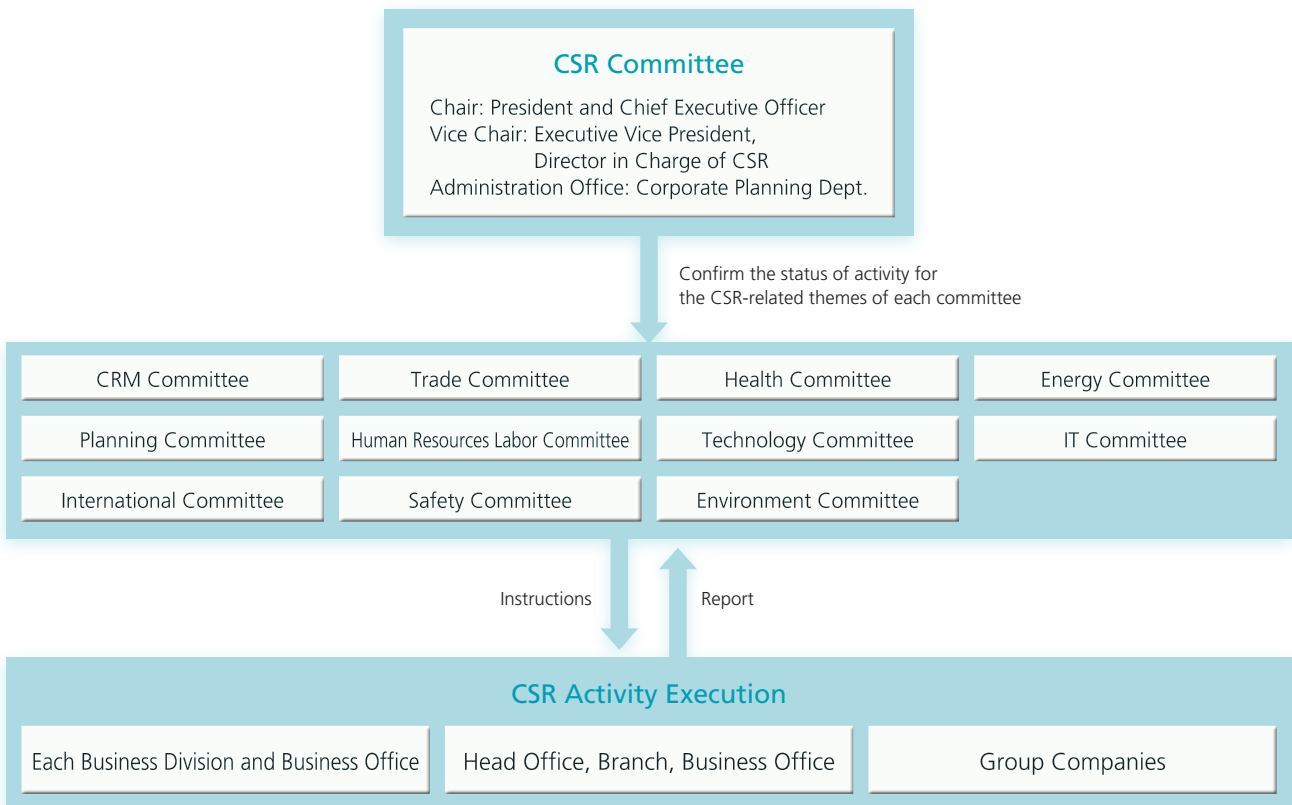 CSR Committee
Chair: President and Chief Executive Officer
Vice Chair: Executive Vice President,
Director in Charge of CSR
Administration Office: Corporate Planning Dept.
Confirm the status of activity for
the CSR-related themes of each committee
CRM Committee
Trade Committee
Health Committee
Energy Committee
Planning Committee
Human Resources Labor Committee
Technology Committee
IT Committee
International Committee
Safety Committee
Environment Committee
Instructions
Report
CSR Activity Execution
Each Business Division and Business Office
Head Office, Branch, Business Office
Group Companies